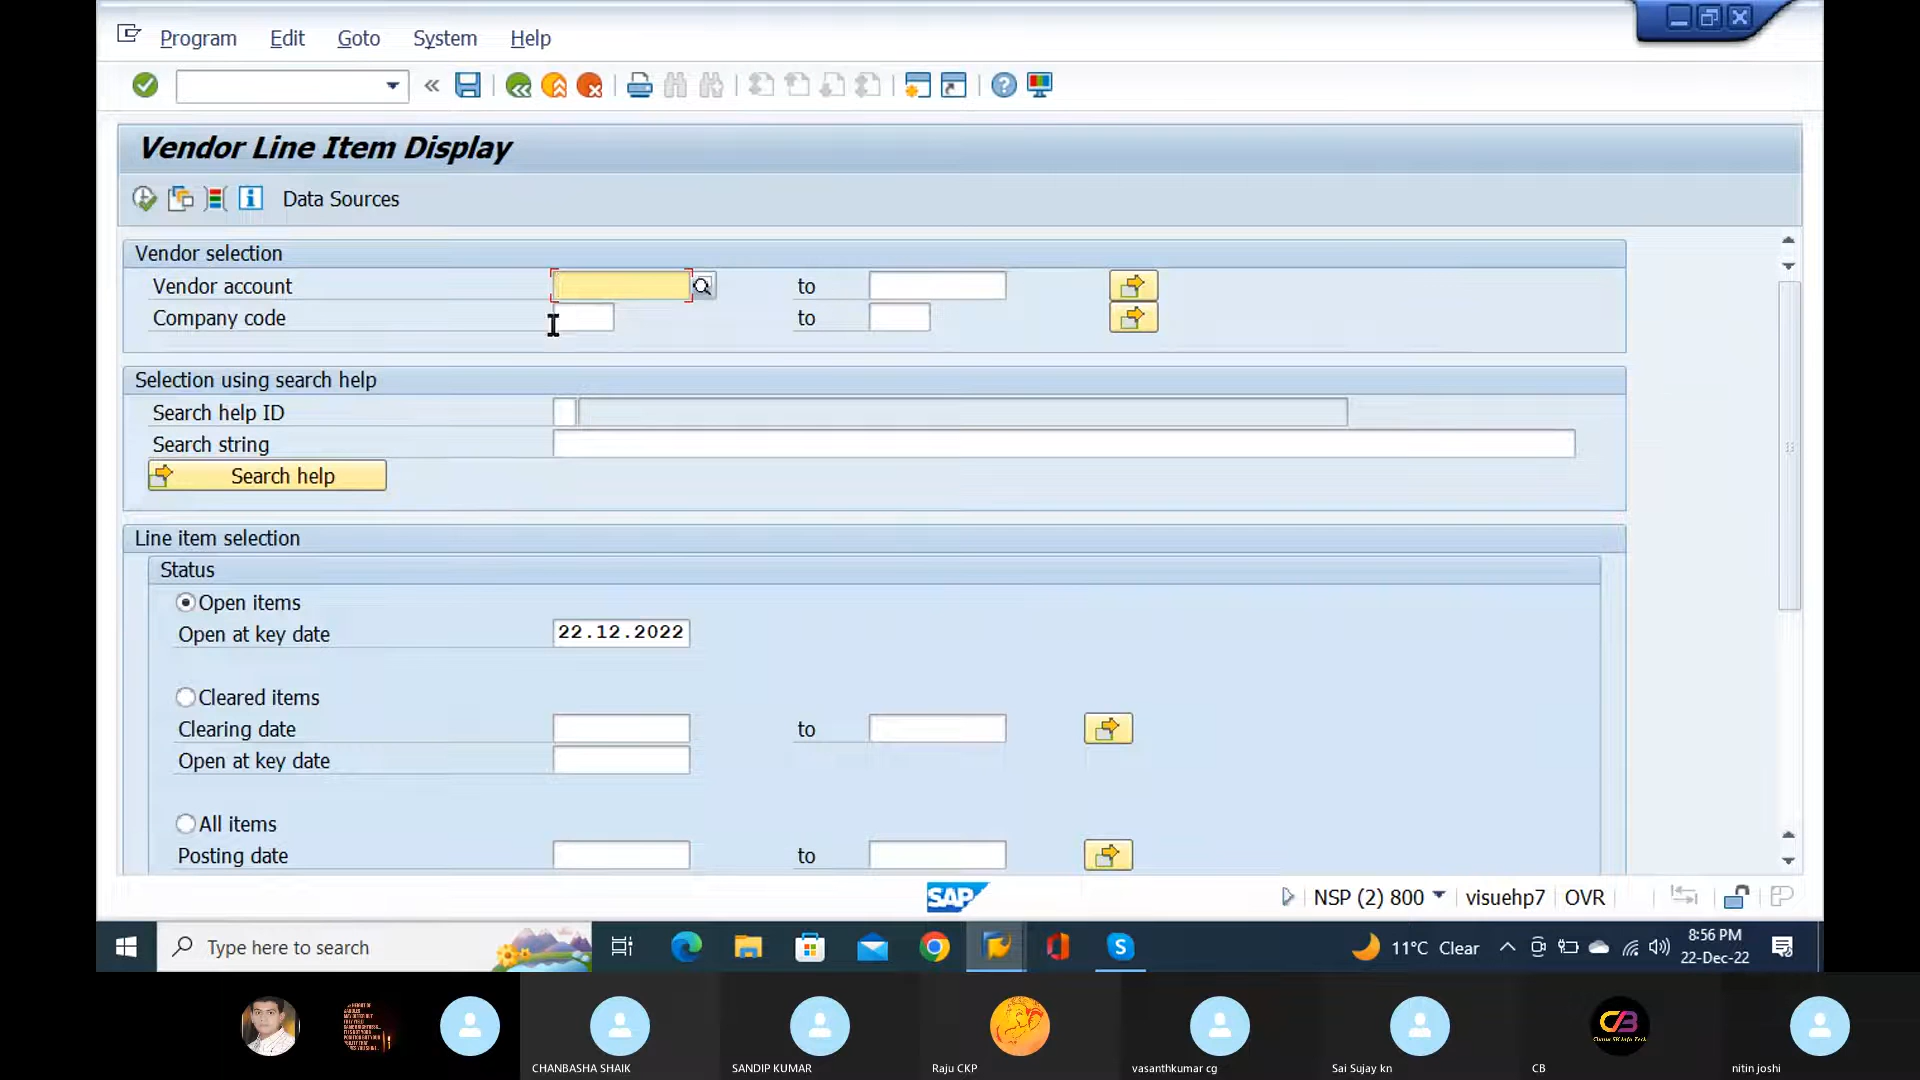 Program Edit Goto System Help
Vendor Line Item Display
Data Sources
Vendor selection
Vendor account to
Company code to
Selection using search help
Search help ID
Search string
Search help
Line item selection
Status
Open items
Open at key date 22.12.2022
Cleared items
Clearing date to
Open at key date
All items
Posting date to
SAP NSP (2) 800 visuehp7 OVR
Type here to search 11°C Clear 8:56 PM
22-Dec-22
CHANBASHA SHAIK SANDIP KUMAR Raju CKP vasanthkumar cg Sai Sujay kn CB nitin joshi